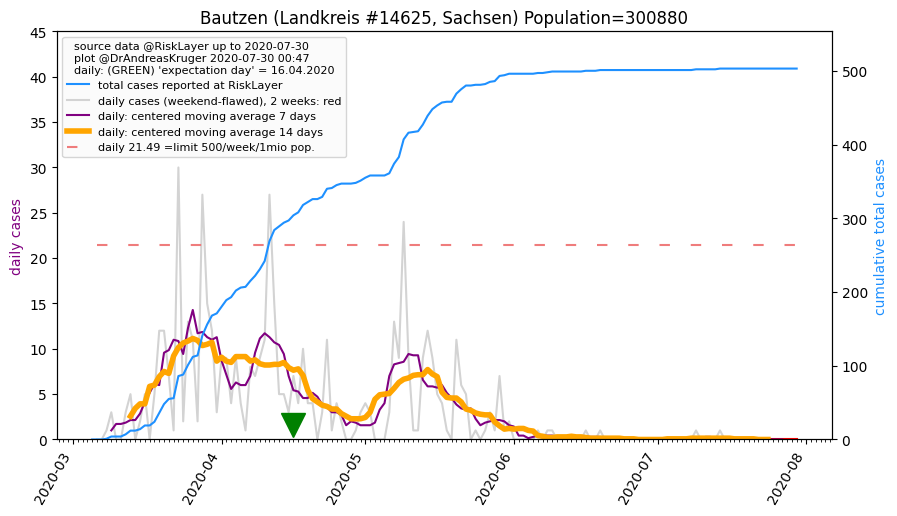 Bautzen (Landkreis #14625, Sachsen) Population=300880
source data @RiskLayer up to 2020-07-30
plot @DrAndreasKruger 2020-07-30 00:47
daily: (GREEN) 'expectation day' = 16.04.2020
total cases reported at RiskLayer
daily cases (weekend-flawed), 2 weeks: red
daily: centered moving average 7 days
daily: centered moving average 14 days
daily 21.49 =limit 500/week/1mio pop.
daily cases
45
40
35
30
25
20
15
10
5
0
cumulative total cases
500
400
300
200
100
0
2020-03
2020-04
2020-05
2020-06
2020-07
2020-08